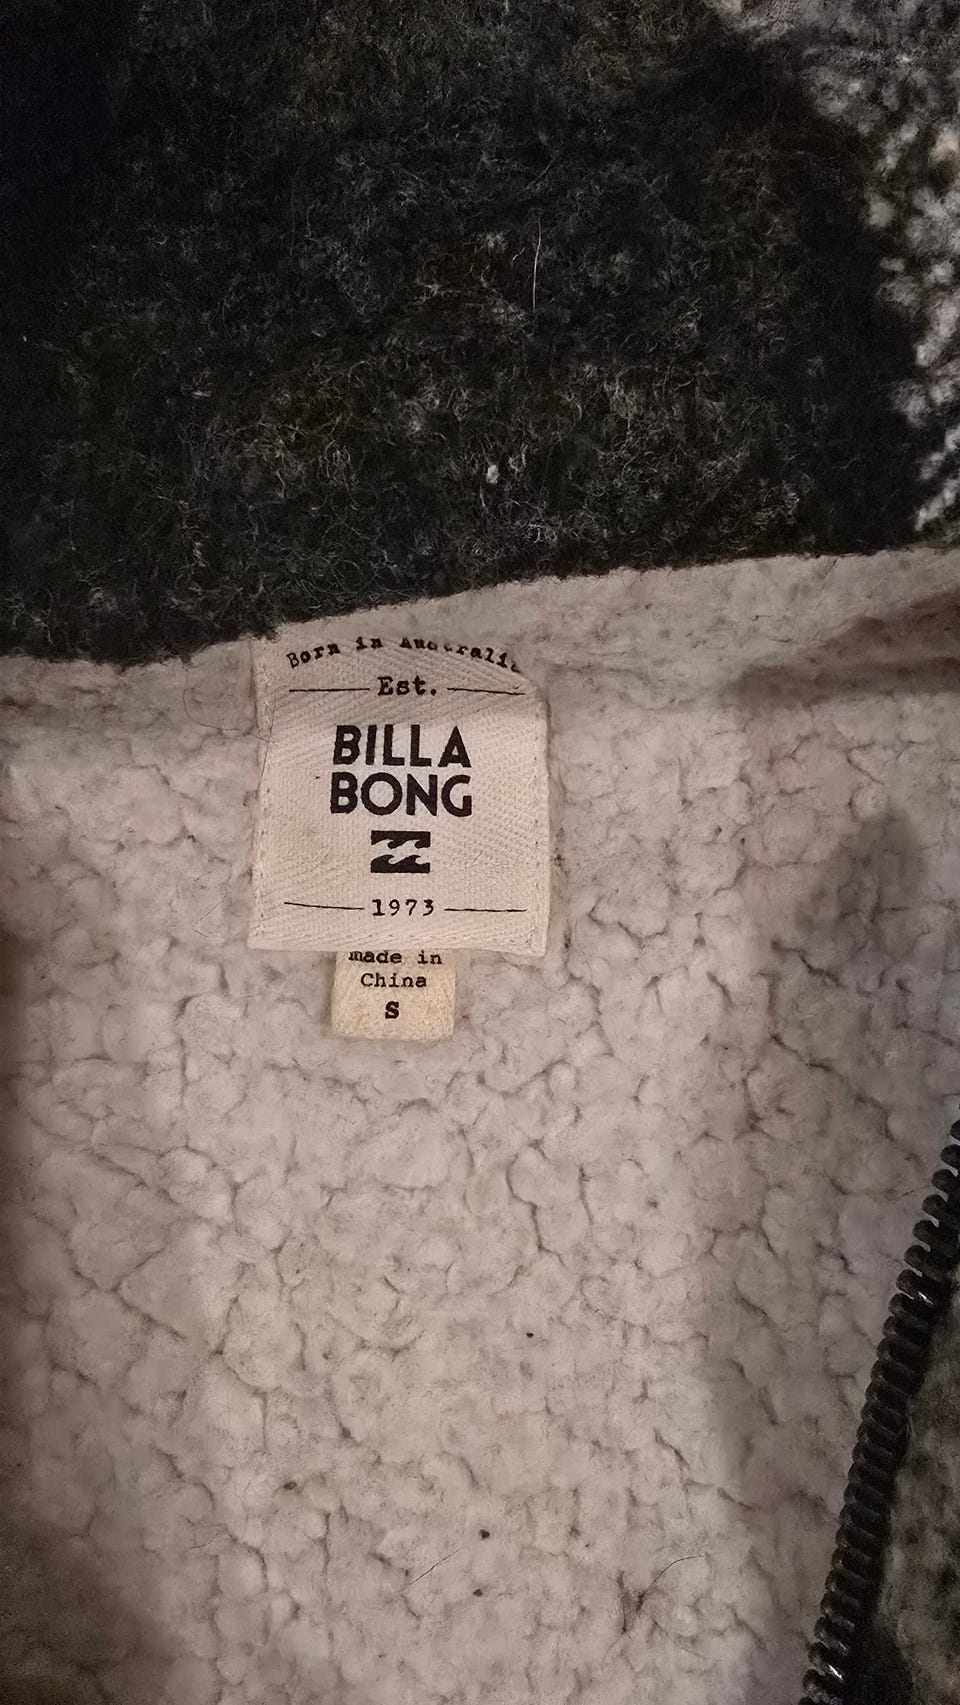 Born in Australia
Est.
BILLA
BONG
1973
made in
China
S